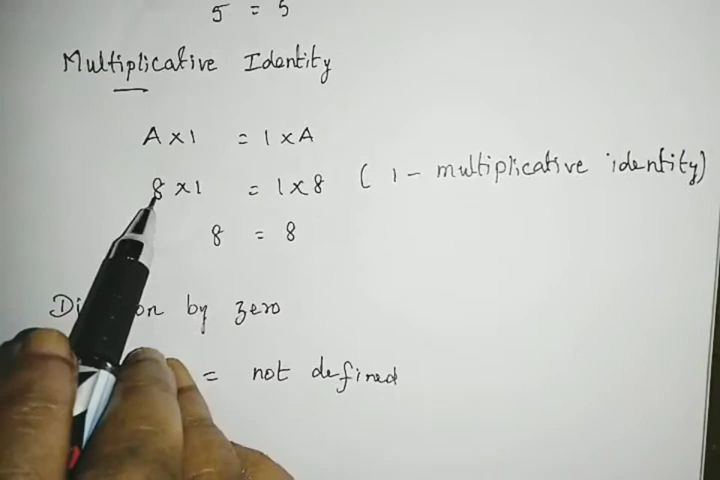 5 = 5
Multiplicative Identity
A x 1 = 1 x A
8 x 1 = 1 x 8 ( 1 - multiplicative identity)
8 = 8
by zero
= not defined